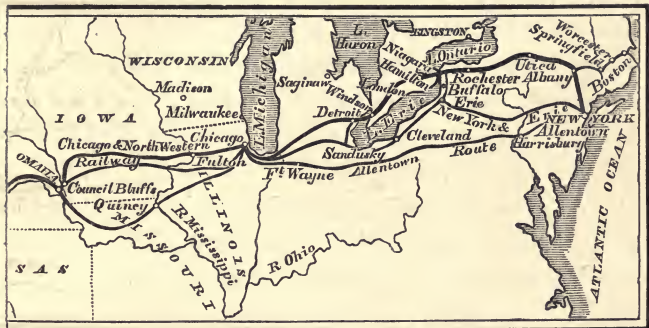 WISCONSIN
Madison
Milwaukee
IOWA
Chicago & North Western
Railway
Chicago
Fulton
OMAHA
Council Bluffs
Quincy
MISSOURI
ILLINOIS
R Mississippi
SAS
L. Michigan
Saginaw
L. Huron
KINGSTON
L. Ontario
Niagara
Hamilton
London
Windsor
Detroit
L. Erie
Sandusky
Cleveland
Ft. Wayne
Allentown
Route
R Ohio
Rochester
Buffalo
Erie
Utica
Albany
Worcester
Springfield
Boston
New York &
Erie
NEW YORK
Allentown
Harrisburg
ATLANTIC OCEAN